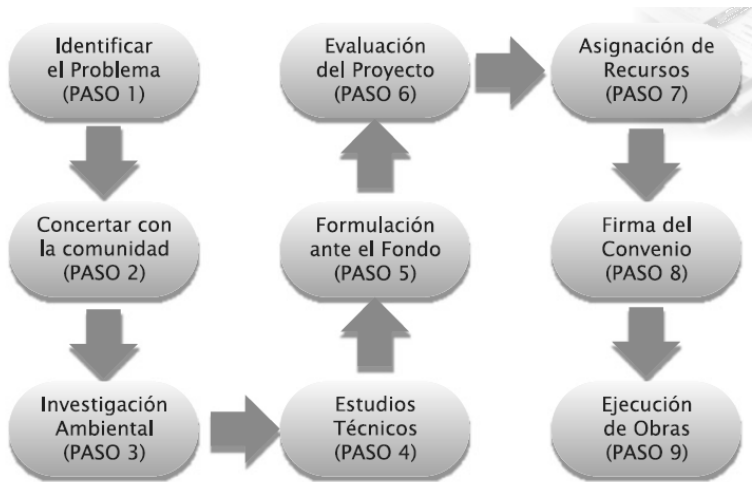 Identificar
el Problema
(PASO 1)
Concertar con
la comunidad
(PASO 2)
Investigación
Ambiental
(PASO 3)
Estudios
Técnicos
(PASO 4)
Formulación
ante el Fondo
(PASO 5)
Evaluación
del Proyecto
(PASO 6)
Asignación de
Recursos
(PASO 7)
Firma del
Convenio
(PASO 8)
Ejecución
de Obras
(PASO 9)